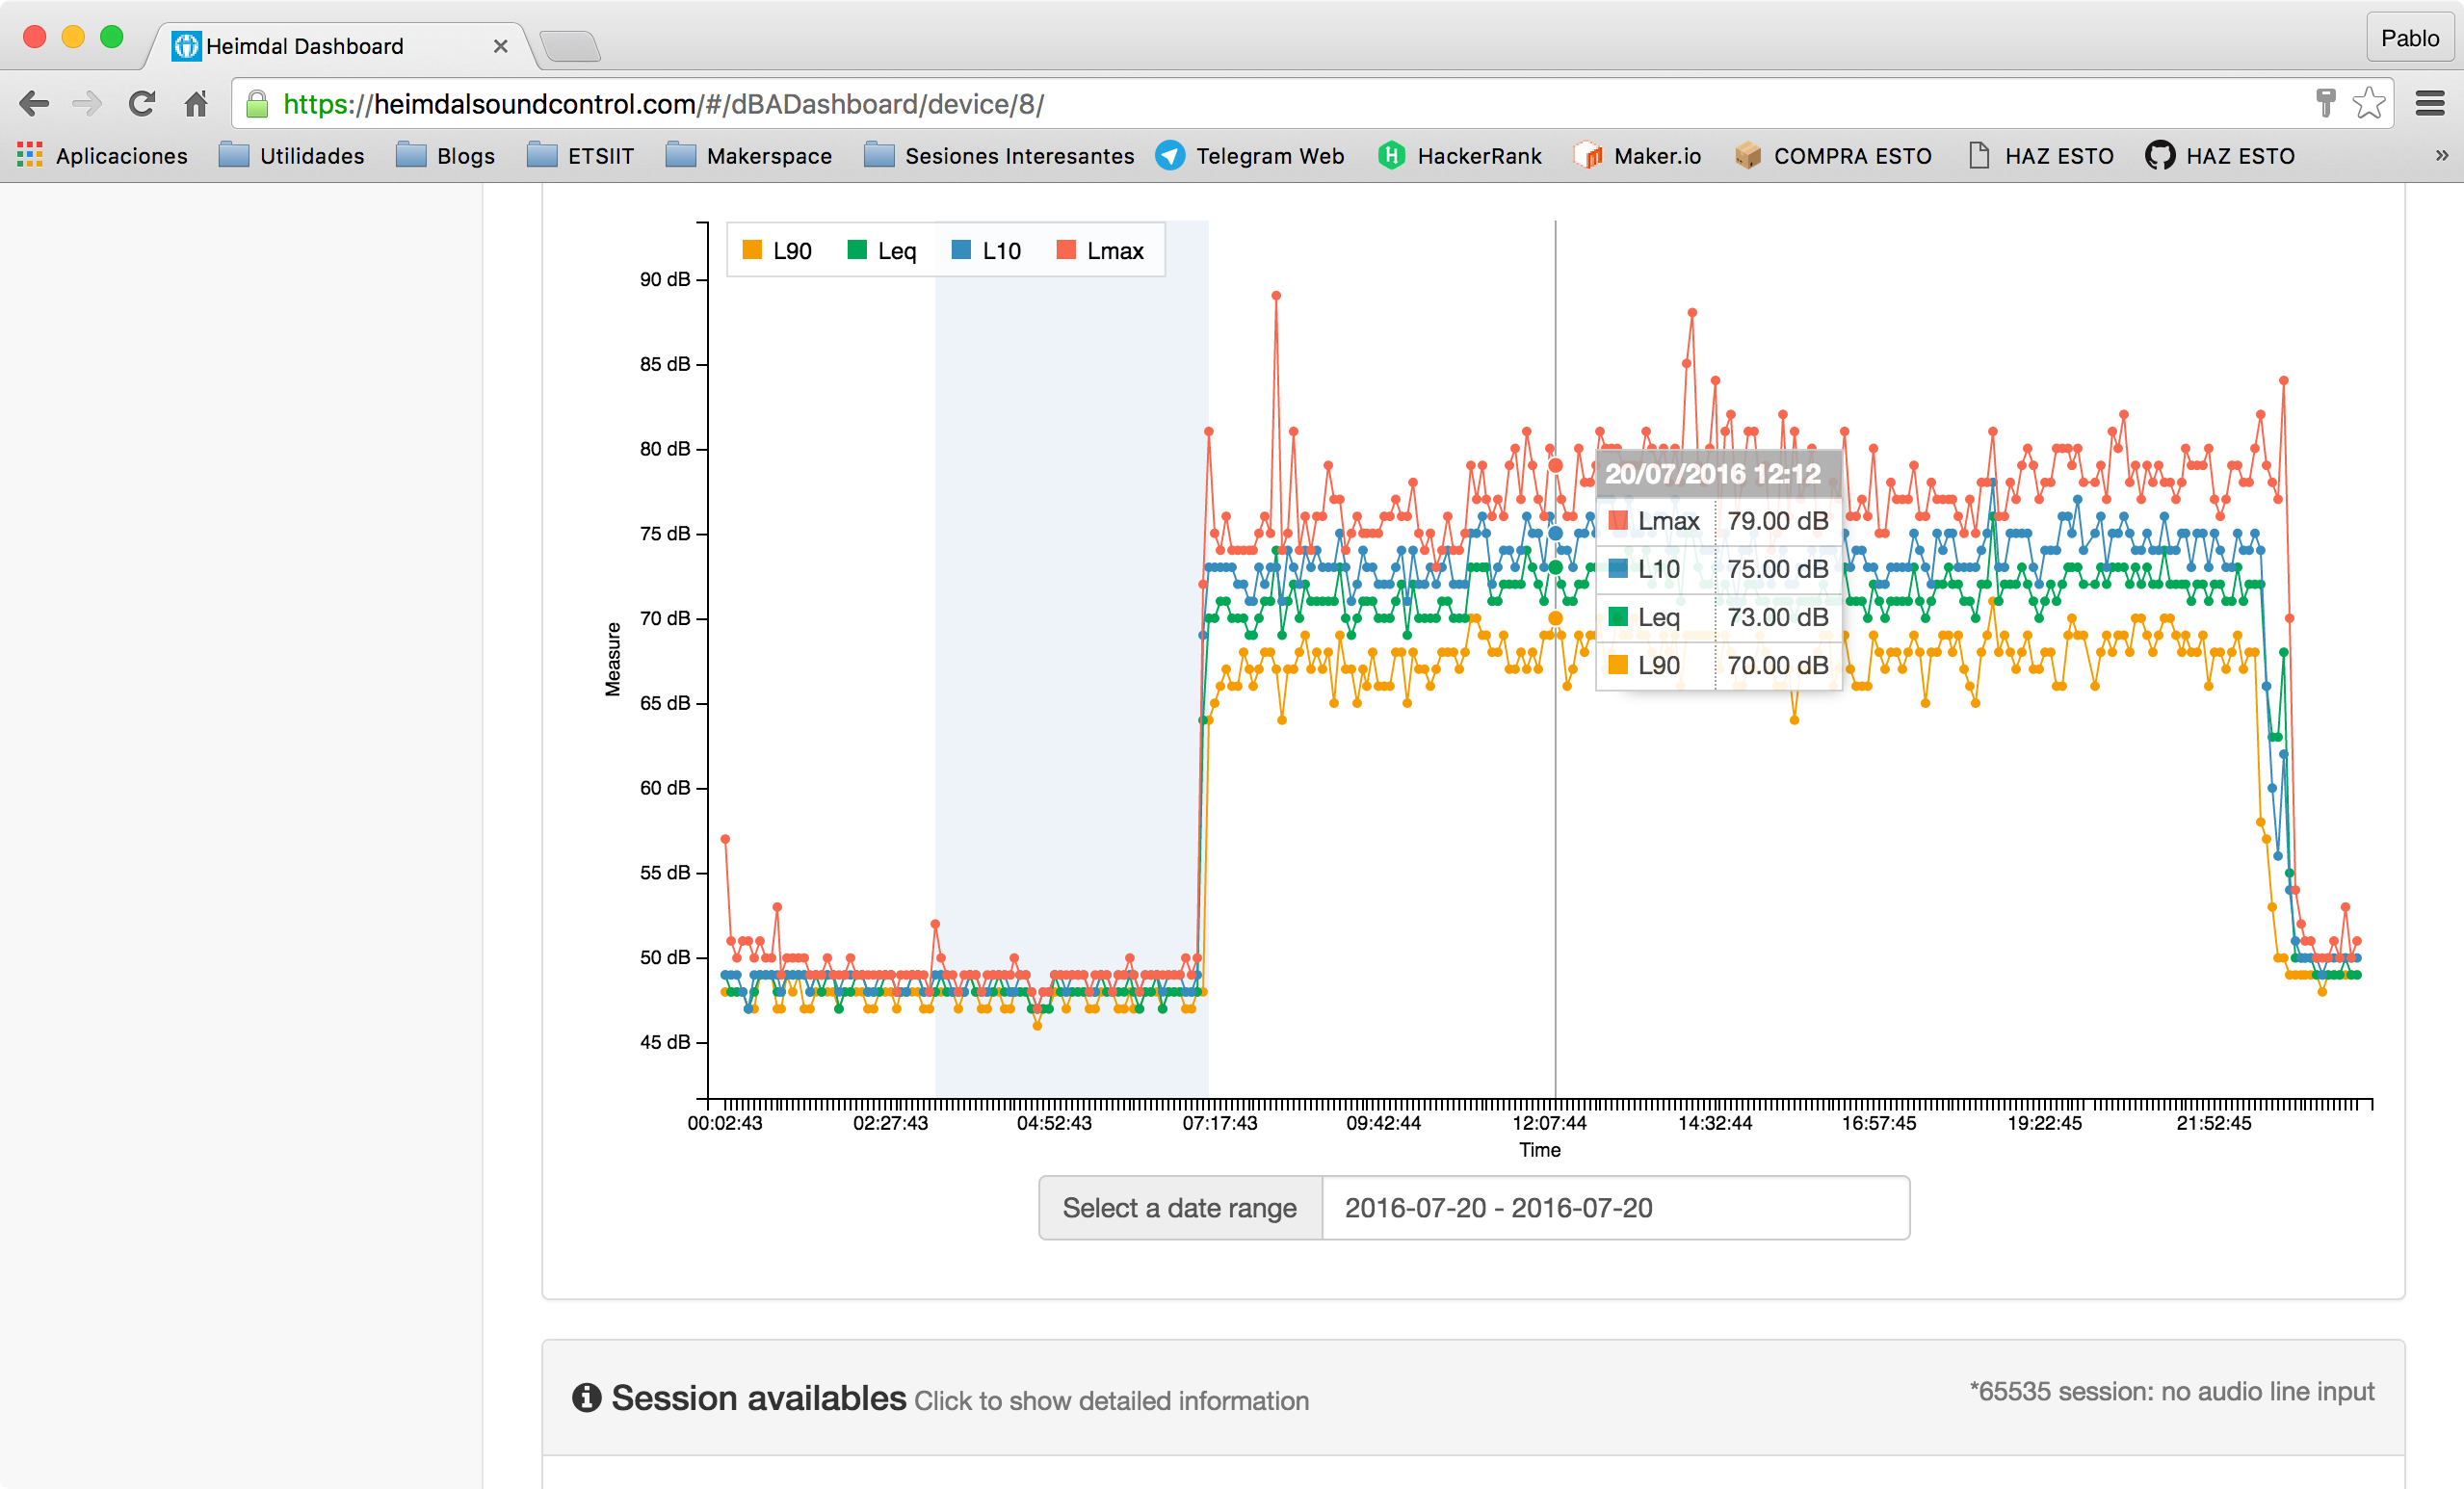 Heimdal Dashboard
Pablo
https://heimdalsoundcontrol.com/#/dBADashboard/device/8/
Aplicaciones Utilidades Blogs ETSIIT Makerspace Sesiones Interesantes Telegram Web HackerRank Maker.io COMPRA ESTO HAZ ESTO HAZ ESTO »
L90 Leq L10 Lmax
90 dB
85 dB
80 dB
75 dB
70 dB
65 dB
60 dB
55 dB
50 dB
45 dB
Measure
20/07/2016 12:12
Lmax 79.00 dB
L10 75.00 dB
Leq 73.00 dB
L90 70.00 dB
00:02:43 02:27:43 04:52:43 07:17:43 09:42:44 12:07:44 14:32:44 16:57:45 19:22:45 21:52:45
Time
Select a date range 2016-07-20 - 2016-07-20
Session availables Click to show detailed information
*65535 session: no audio line input